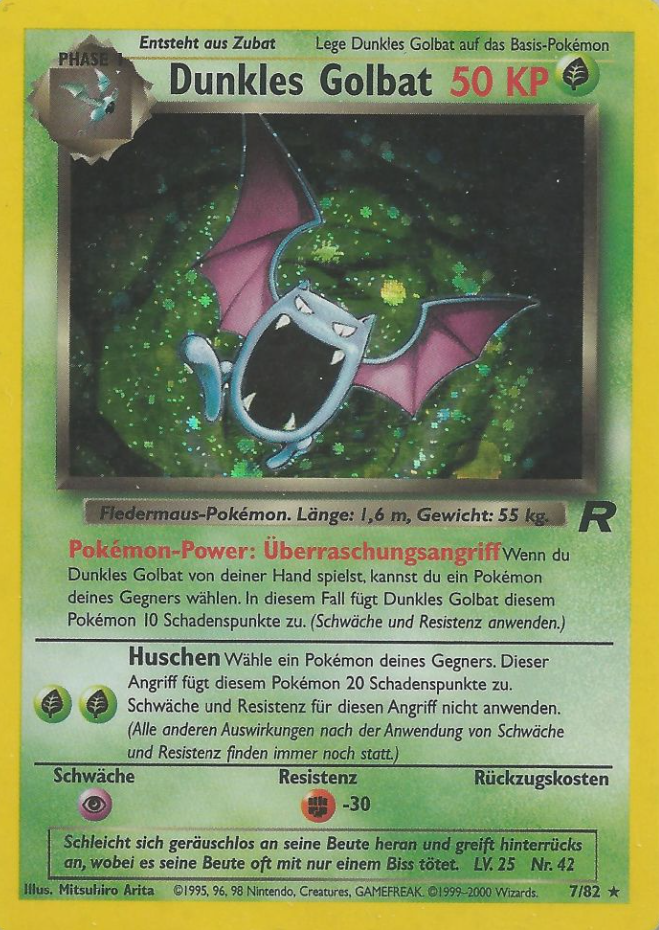 Entsteht aus Zubat Lege Dunkles Golbat auf das Basis-Pokémon
PHASE 1
Dunkles Golbat 50 KP
Fledermaus-Pokémon. Länge: 1,6 m, Gewicht: 55 kg.
R
Pokémon-Power: Überraschungsangriff Wenn du
Dunkles Golbat von deiner Hand spielst, kannst du ein Pokémon
deines Gegners wählen. In diesem Fall fügt Dunkles Golbat diesem
Pokémon 10 Schadenspunkte zu. (Schwäche und Resistenz anwenden.)
Huschen Wähle ein Pokémon deines Gegners. Dieser
Angriff fügt diesem Pokémon 20 Schadenspunkte zu.
Schwäche und Resistenz für diesen Angriff nicht anwenden.
(Alle anderen Auswirkungen nach der Anwendung von Schwäche
und Resistenz finden immer noch statt.)
Schwäche Resistenz Rückzugskosten
-30
Schleicht sich geräuschlos an seine Beute heran und greift hinterrücks
an, wobei es seine Beute oft mit nur einem Biss tötet. LV. 25 Nr. 42
Illus. Mitsuhiro Arita ©1995, 96, 98 Nintendo, Creatures, GAMEFREAK. ©1999-2000 Wizards. 7/82 ★